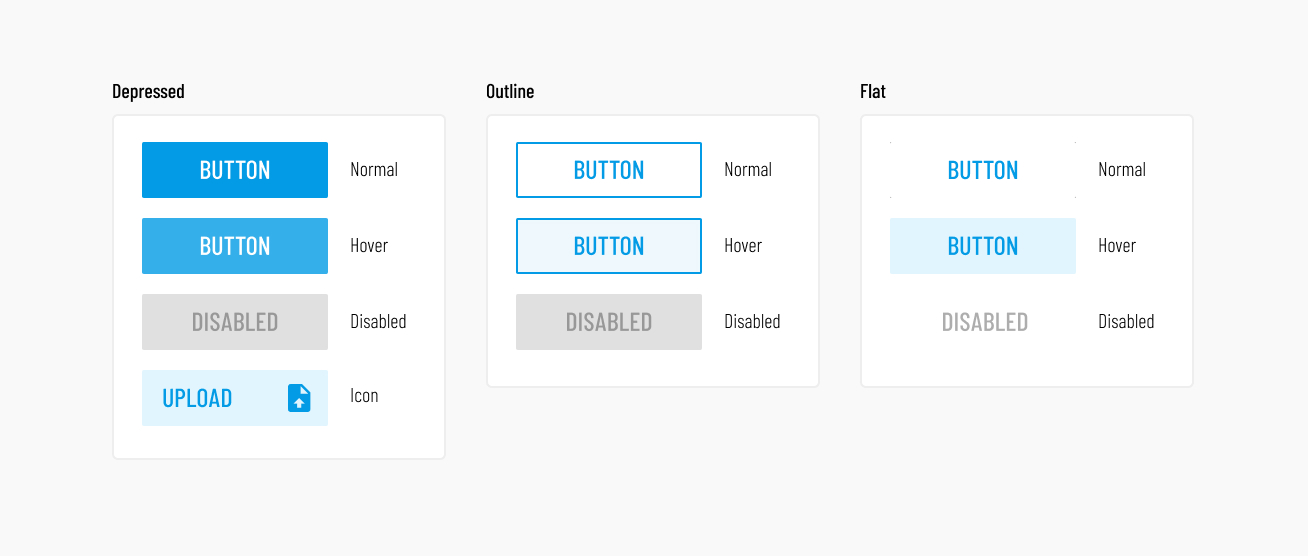 Depressed
BUTTON Normal
BUTTON Hover
DISABLED Disabled
UPLOAD Icon
Outline
BUTTON Normal
BUTTON Hover
DISABLED Disabled
Flat
BUTTON Normal
BUTTON Hover
DISABLED Disabled